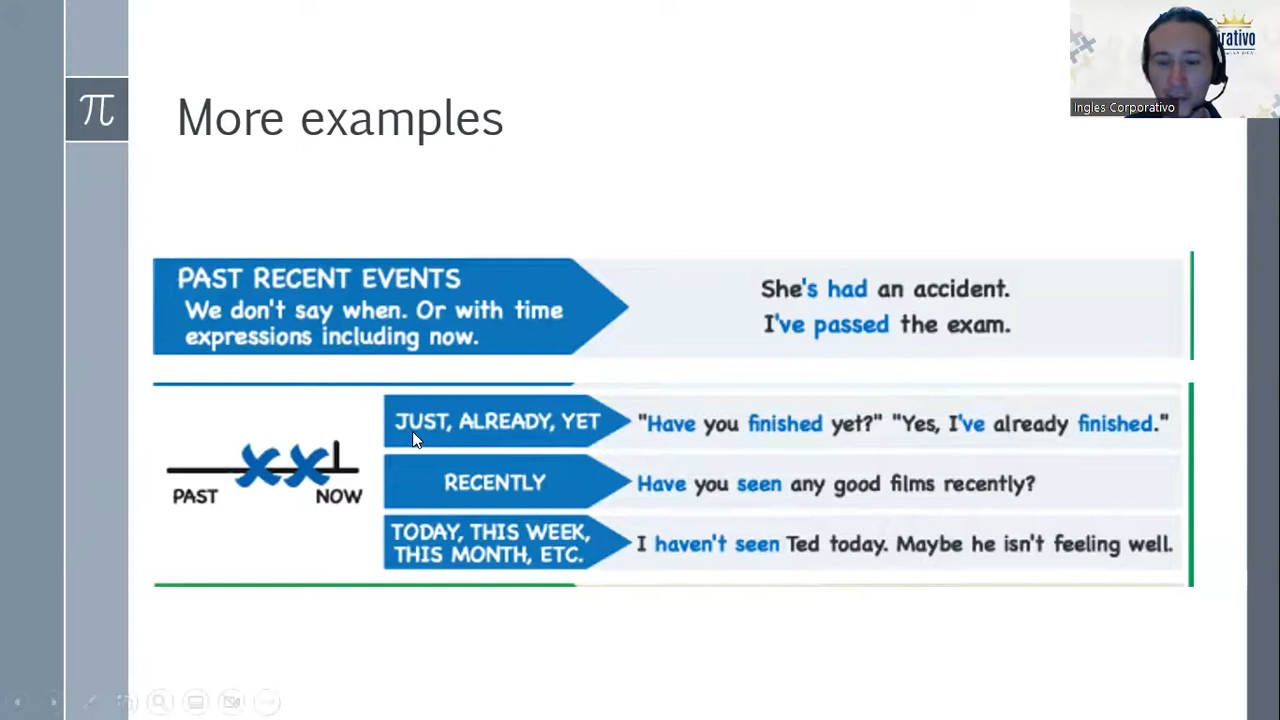 π
More examples
rativo
Ingles Corporativo
PAST RECENT EVENTS
We don't say when. Or with time
expressions including now.
She's had an accident.
I've passed the exam.
PAST
NOW
JUST, ALREADY, YET
"Have you finished yet?" "Yes, I've already finished."
RECENTLY
Have you seen any good films recently?
TODAY, THIS WEEK,
THIS MONTH, ETC.
I haven't seen Ted today. Maybe he isn't feeling well.